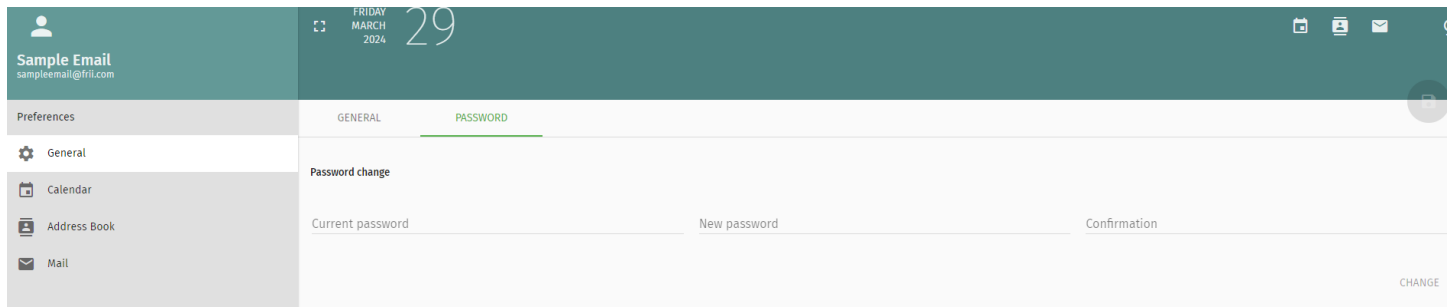 FRIDAY
MARCH
2024
29
Sample Email
sampleemail@frii.com
Preferences
General
Calendar
Address Book
Mail
GENERAL
PASSWORD
Password change
Current password
New password
Confirmation
CHANGE